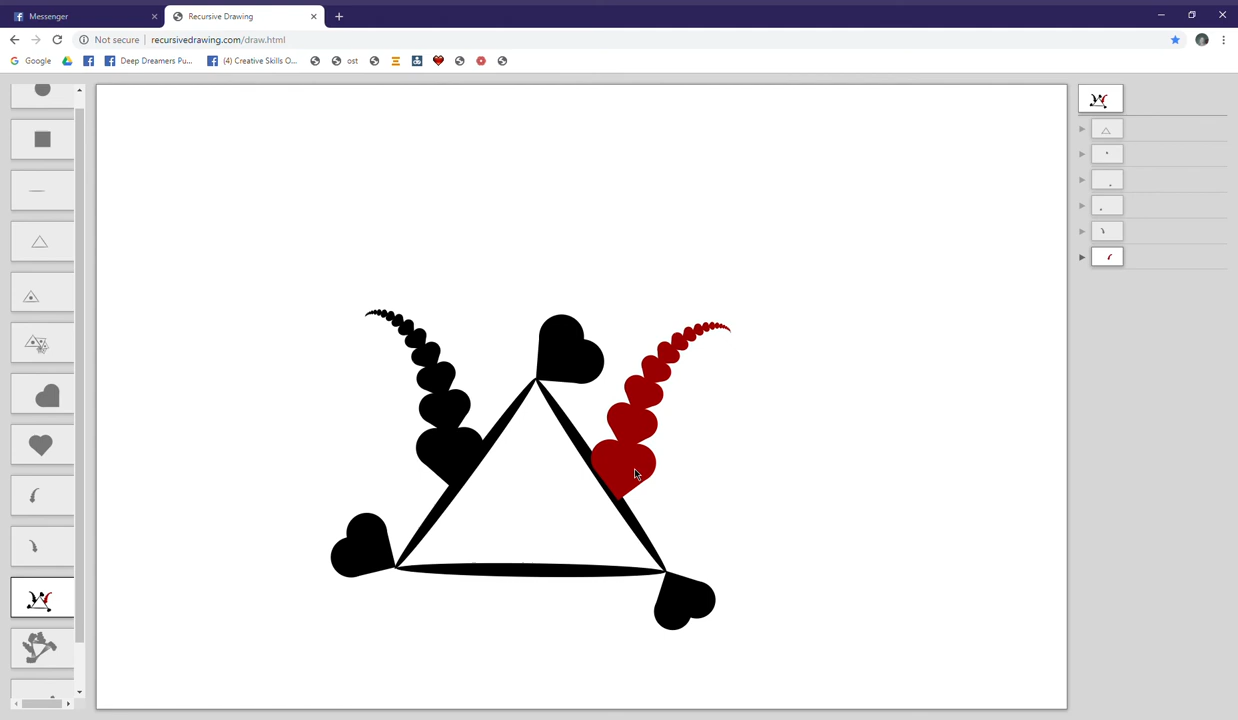 Messenger
Recursive Drawing
Not secure
recursivedrawing.com/draw.html
Google
Deep Dreamers Pu...
(4) Creative Skills O...
ost